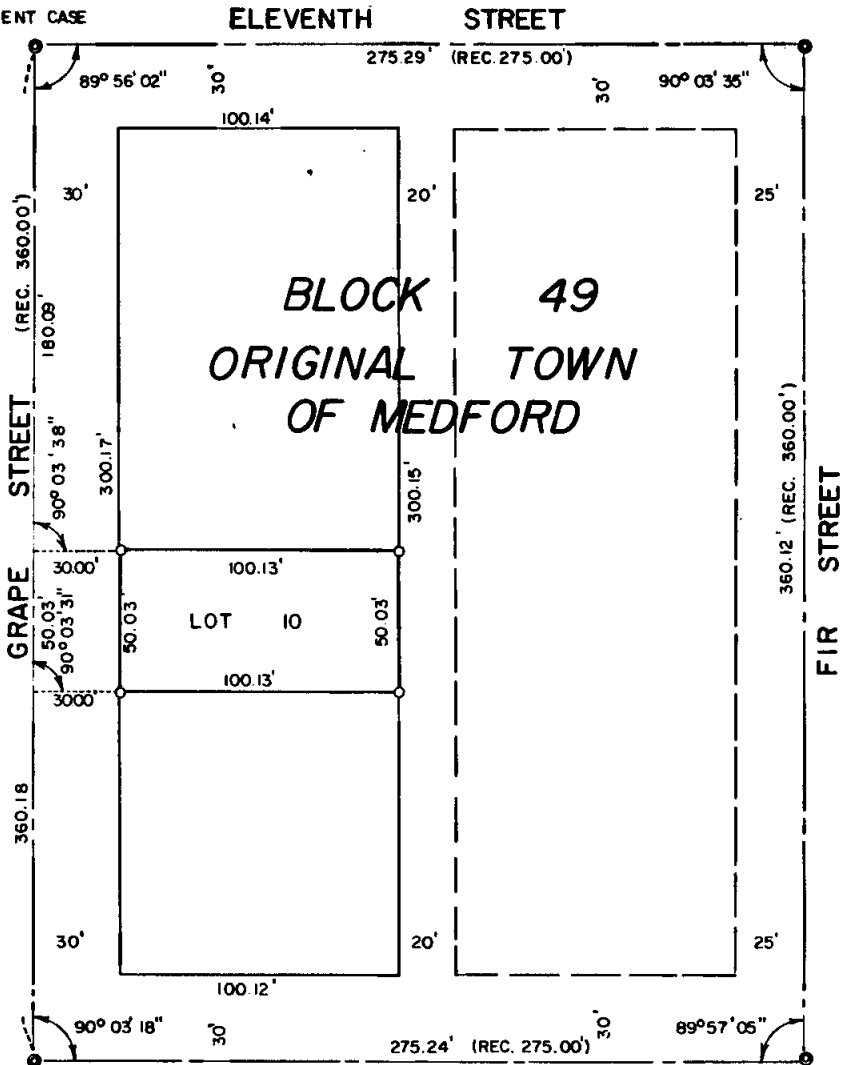 ENT CASE
ELEVENTH STREET
275.29' (REC. 275.00')
89° 56' 02"
30'
30'
90° 03' 35"
100.14'
30'
20'
25'
(REC. 360.00')
180.09'
BLOCK 49
ORIGINAL TOWN
OF MEDFORD
GRAPE STREET
90° 03' 38"
300.17'
300.15'
360.12' (REC. 360.00')
FIR STREET
30.00'
100.13'
50.03'
90° 03' 31"
50.03'
LOT 10
50.03'
100.13'
3000'
360.18
30'
20'
25'
100.12'
90° 03' 18"
30'
30'
89° 57' 05"
275.24' (REC. 275.00')